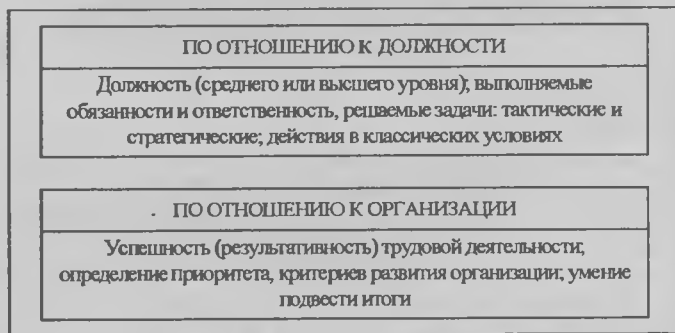 ПО ОТНОШЕНИЮ К ДОЛЖНОСТИ
Должность (среднего или высшего уровня); выполняемые
обязанности и ответственность, решаемые задачи: тактические и
стратегические; действия в классических условиях
. ПО ОТНОШЕНИЮ К ОРГАНИЗАЦИИ
Успешность (результативность) трудовой деятельности;
определение приоритета, критериев развития организации; умение
подвести итоги